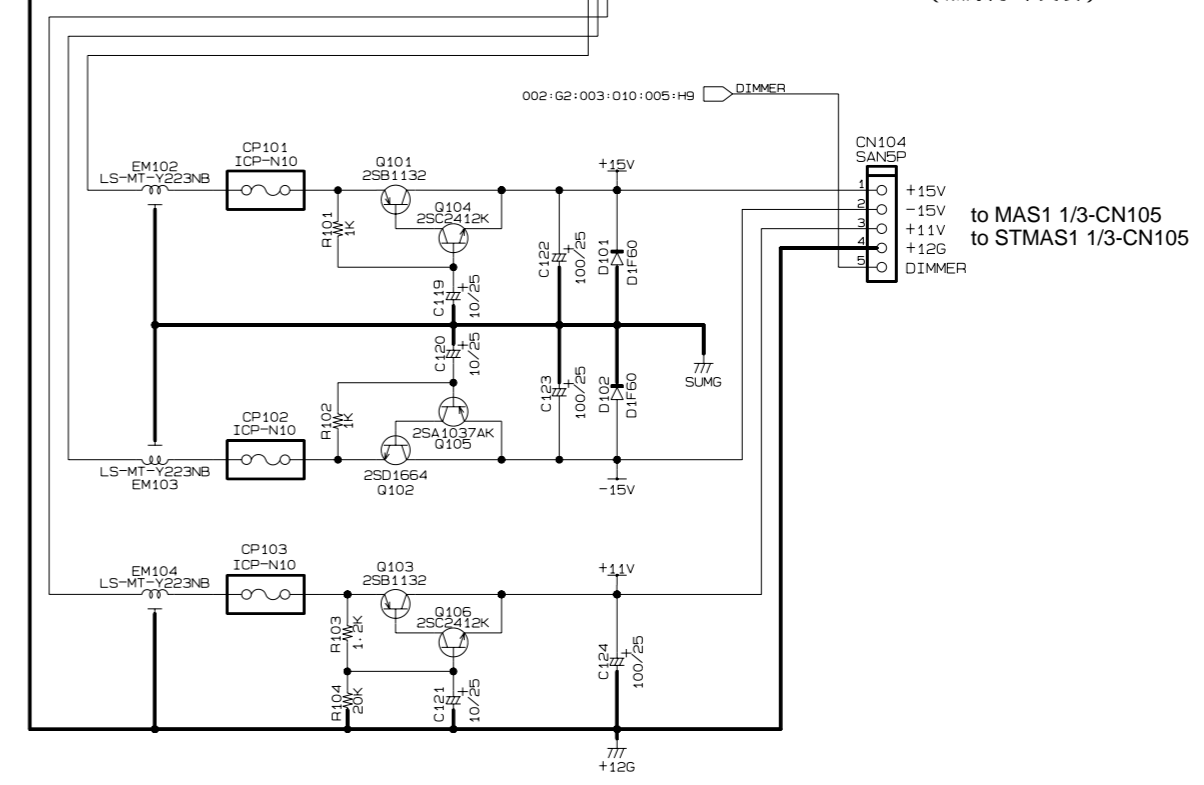 002:G2:003:010:005:H9
DIMMER
CN104
SAN5P
1
+15V
2
-15V
3
+11V
4
+12G
5
DIMMER
to MAS1 1/3-CN105
to STMAS1 1/3-CN105
EM102
LS-MT-Y223NB
CP101
ICP-N10
Q101
2SB1132
Q104
2SC2412K
+15V
R101
1K
C119
+
10/25
C122
+
100/25
D101
D1F60
C120
+
10/25
C123
+
100/25
D102
D1F60
SUMG
R102
1K
CP102
ICP-N10
2SA1037AK
Q105
LS-MT-Y223NB
EM103
2SD1664
Q102
-15V
CP103
ICP-N10
EM104
LS-MT-Y223NB
Q103
2SB1132
Q106
2SC2412K
+11V
R103
1.2K
C124
+
100/25
R104
20K
C121
+
10/25
+12G